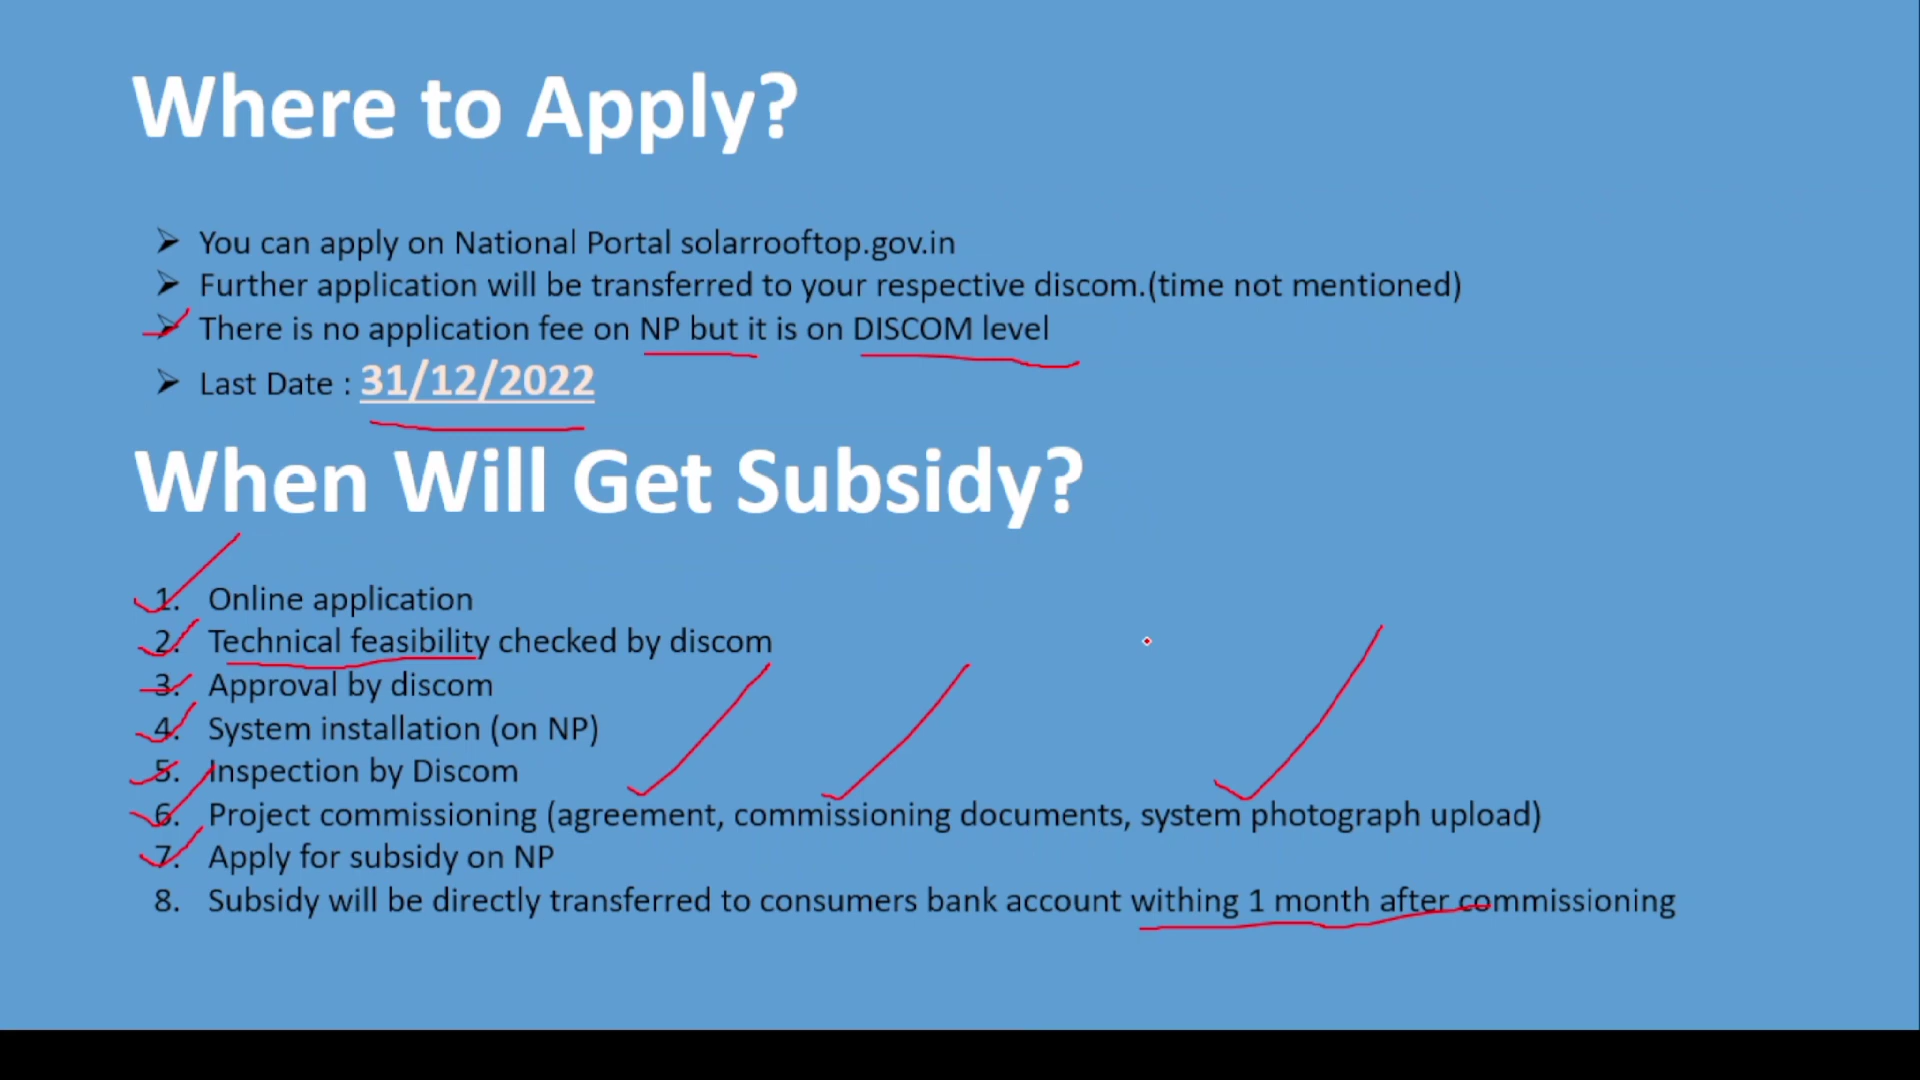 Where to Apply?
You can apply on National Portal solarrooftop.gov.in
Further application will be transferred to your respective discom.(time not mentioned)
There is no application fee on NP but it is on DISCOM level
Last Date : 31/12/2022
When Will Get Subsidy?
1. Online application
2. Technical feasibility checked by discom
3. Approval by discom
4. System installation (on NP)
5. Inspection by Discom
6. Project commissioning (agreement, commissioning documents, system photograph upload)
7. Apply for subsidy on NP
8. Subsidy will be directly transferred to consumers bank account withing 1 month after commissioning